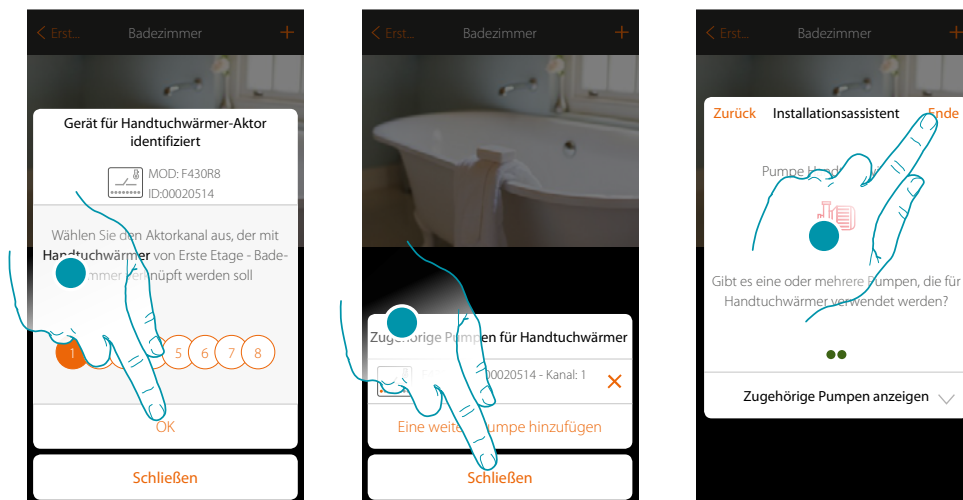 Erst...
Badezimmer
Gerät für Handtuchwärmer-Aktor
identifiziert
MOD: F430R8
ID:00020514
Wählen Sie den Aktorkanal aus, der mit
Handtuchwärmer von Erste Etage - Bade-
werden soll
1
5
6
7
8
OK
Schließen
Erst...
Badezimmer
Zugehörige Pumpen für Handtuchwärmer
00020514 - Kanal: 1
Eine weitere Pumpe hinzufügen
Schließen
Erst...
Badezimmer
Zurück
Installationsassistent
Ende
Pumpe
Gibt es eine oder mehrere Pumpen, die für
Handtuchwärmer verwendet werden?
Zugehörige Pumpen anzeigen